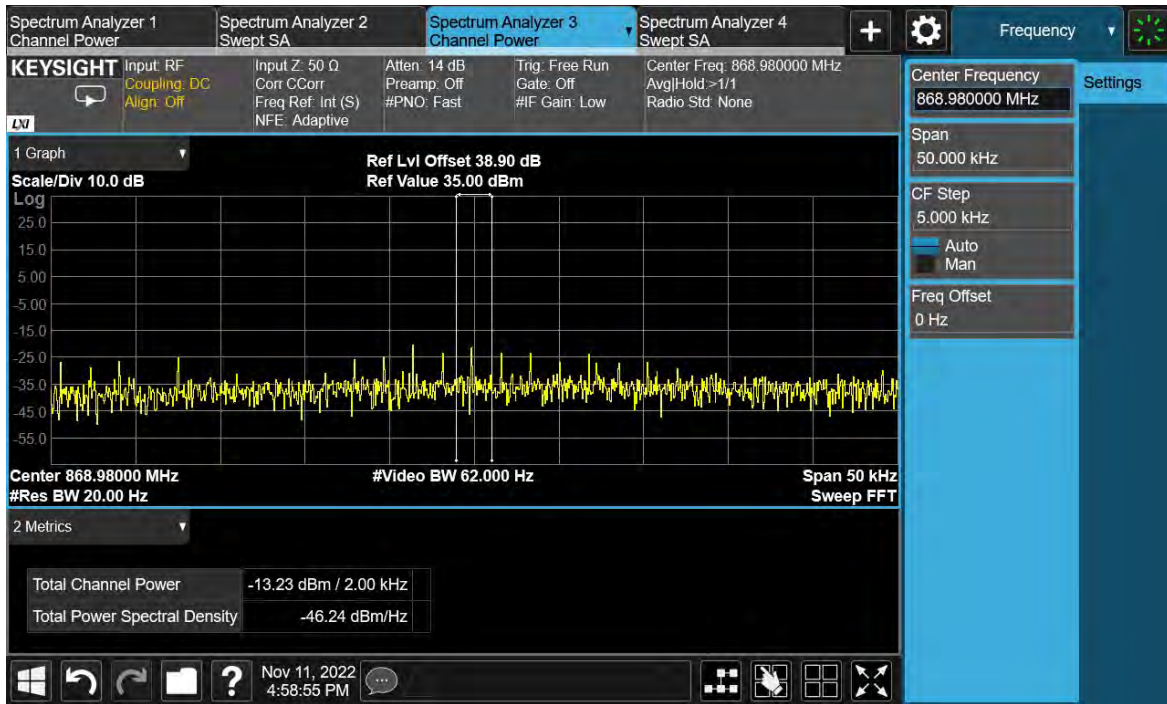 Spectrum Analyzer 1
Channel Power
Spectrum Analyzer 2
Swept SA
Spectrum Analyzer 3
Channel Power
Spectrum Analyzer 4
Swept SA
+
Frequency
KEYSIGHT
LXI
Input: RF
Coupling: DC
Align: Off
Input Z: 50 Ω
Corr CCorr
Freq Ref: Int (S)
NFE: Adaptive
Atten: 14 dB
Preamp: Off
#PNO: Fast
Trig: Free Run
Gate: Off
#IF Gain: Low
Center Freq: 868.980000 MHz
Avg|Hold:>1/1
Radio Std: None
Center Frequency
868.980000 MHz
Settings
Span
50.000 kHz
CF Step
5.000 kHz
Auto
Man
Freq Offset
0 Hz
1 Graph
Scale/Div 10.0 dB
Ref Lvl Offset 38.90 dB
Ref Value 35.00 dBm
Log
25.0
15.0
5.00
-5.00
-15.0
-25.0
-35.0
-45.0
-55.0
Center 868.98000 MHz
#Video BW 62.000 Hz
Span 50 kHz
#Res BW 20.00 Hz
Sweep FFT
2 Metrics
Total Channel Power -13.23 dBm / 2.00 kHz
Total Power Spectral Density -46.24 dBm/Hz
?
Nov 11, 2022
4:58:55 PM